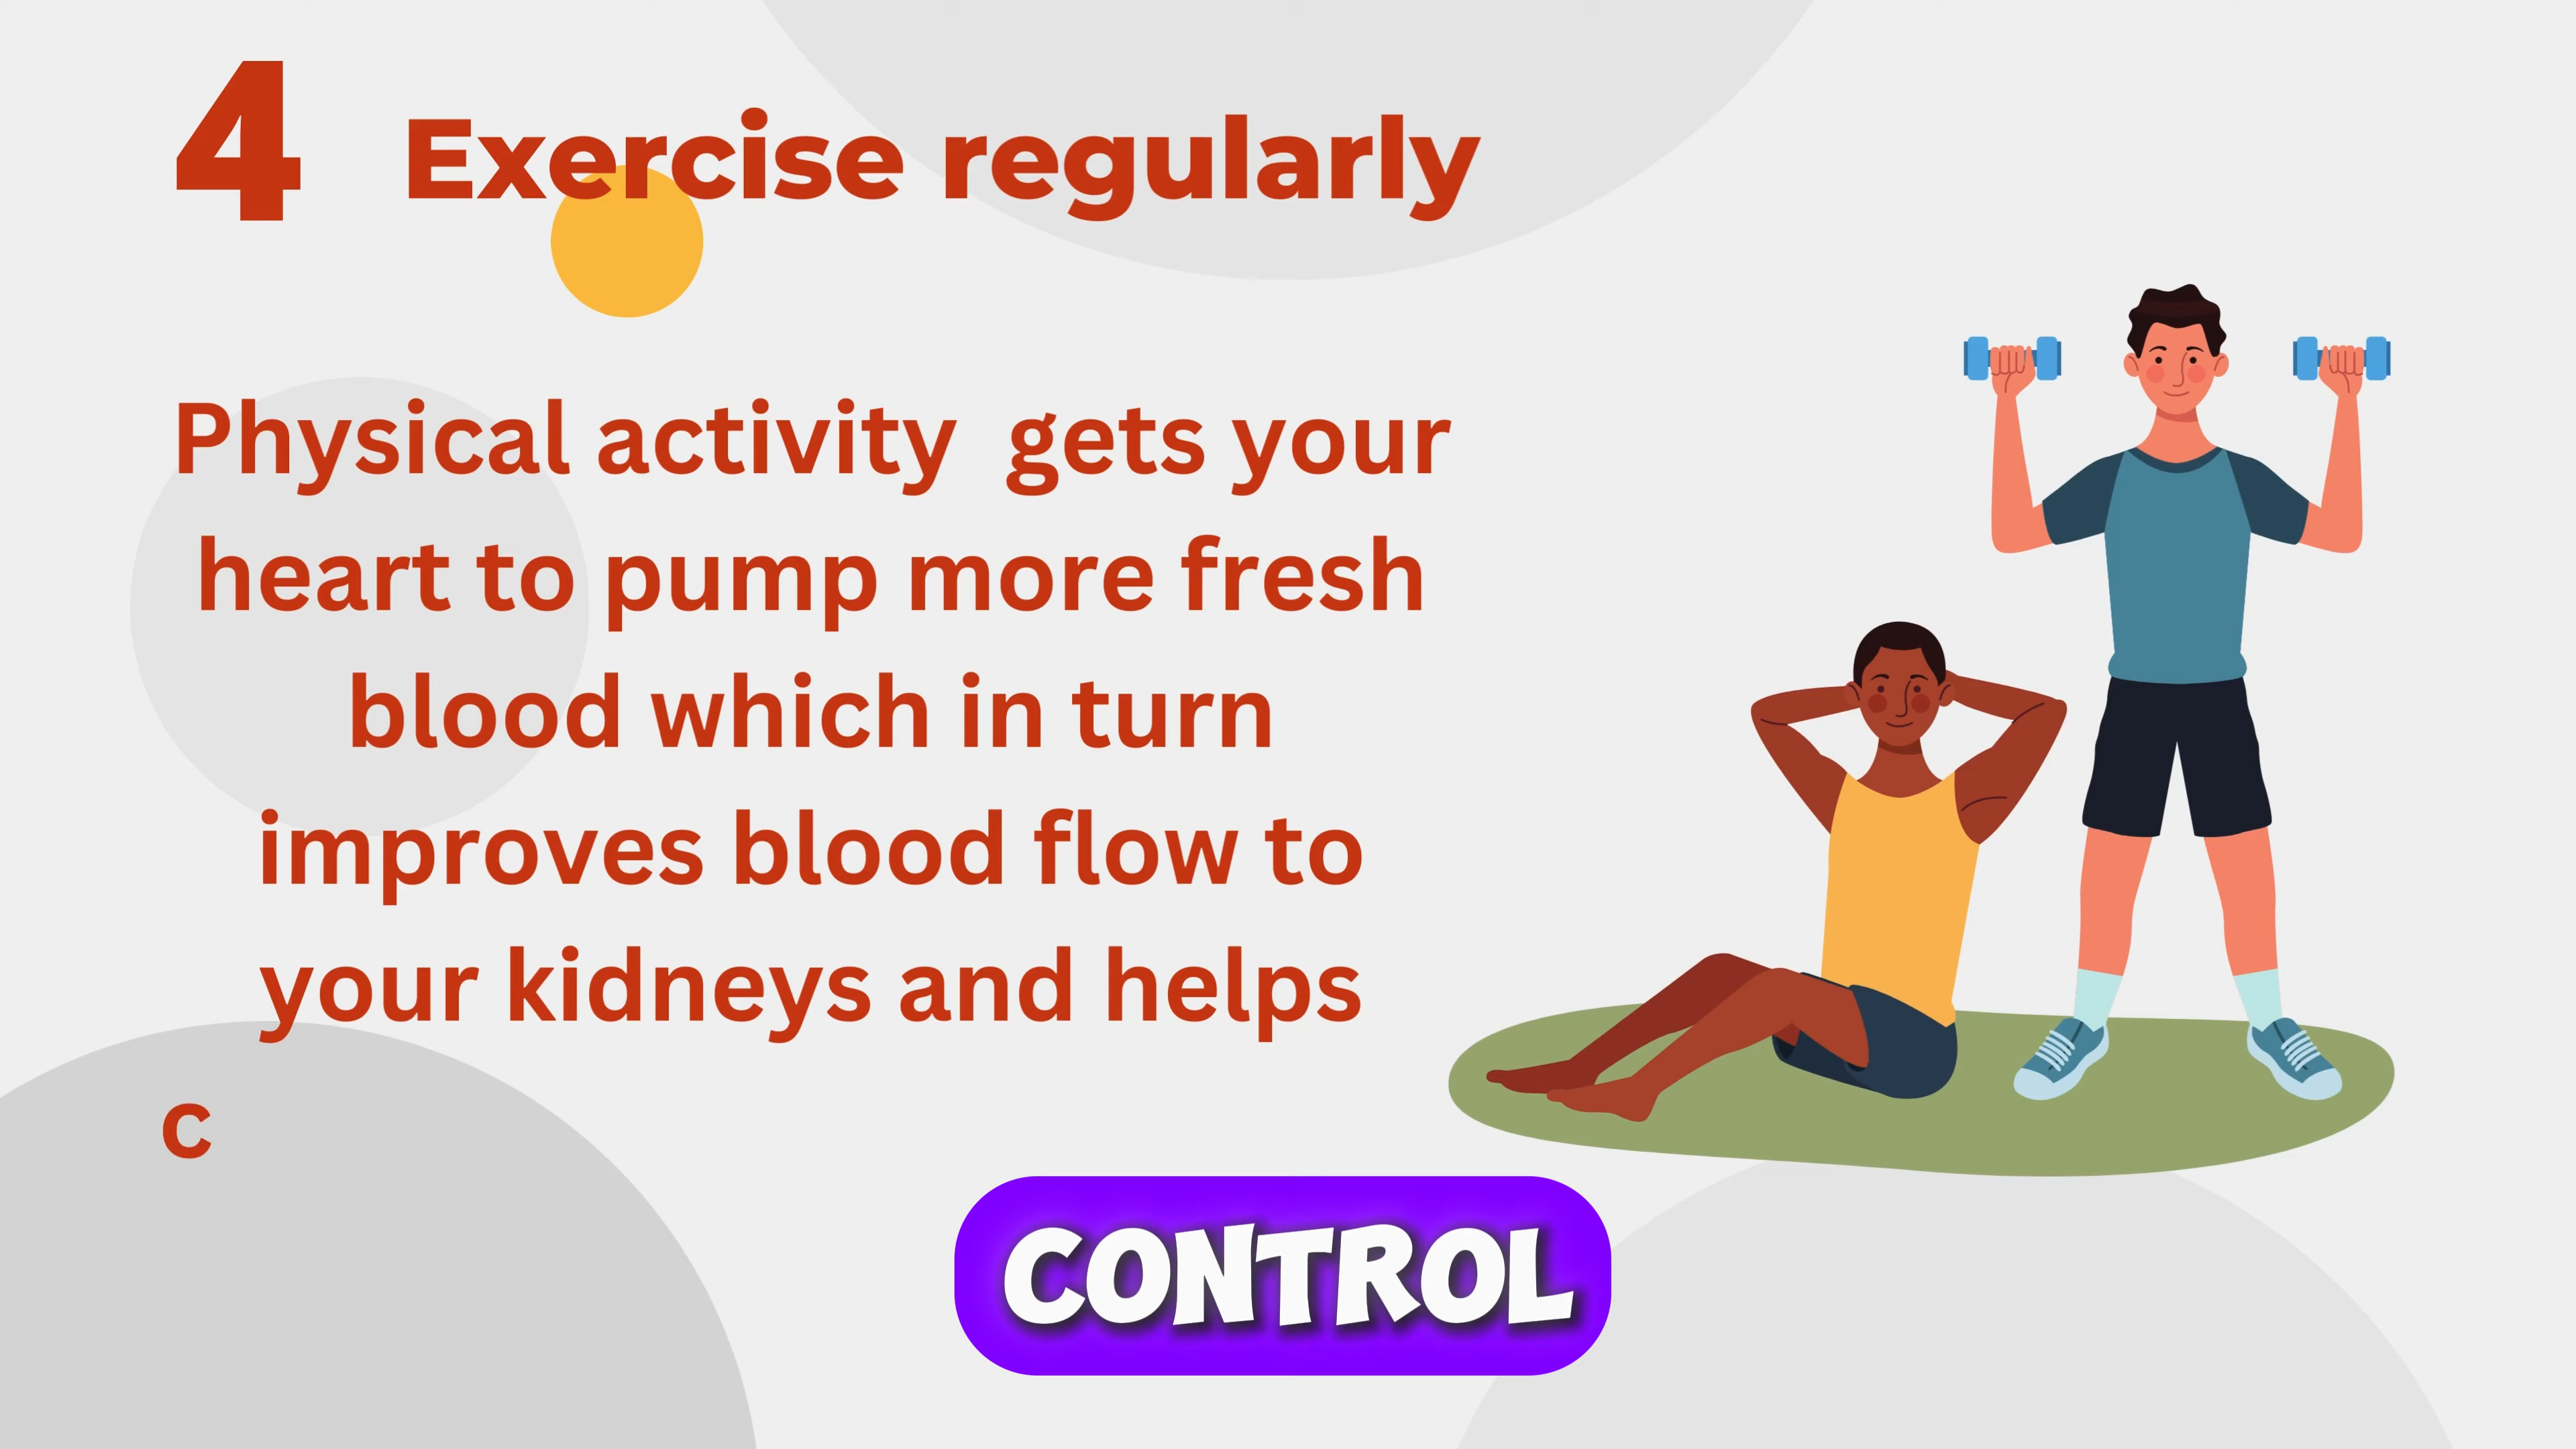 4 Exercise regularly
Physical activity  gets your
heart to pump more fresh
blood which in turn
improves blood flow to
your kidneys and helps
c
CONTROL